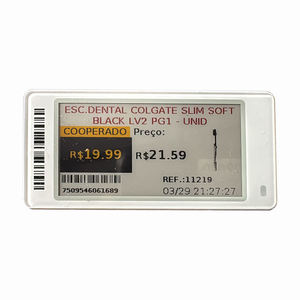 ESC.DENTAL COLGATE SLIM SOFT
BLACK LV2 PG1 - UNID
COOPERADO Preço:
R$19.99 R$21.59
REF.:11219
7509546061689 03/29 21:27:27